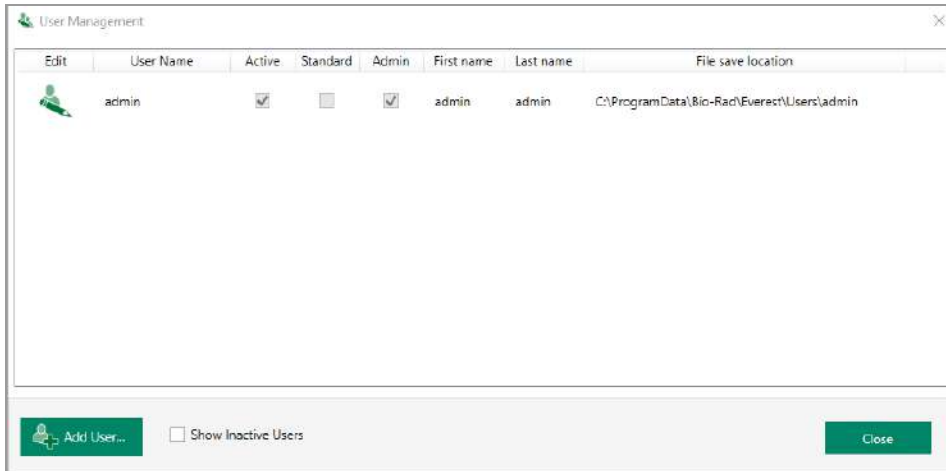 User Management
Edit User Name Active Standard Admin First name Last name File save location
admin admin admin C:\ProgramData\Bio-Rad\Everest\Users\admin
Add User... Show Inactive Users Close